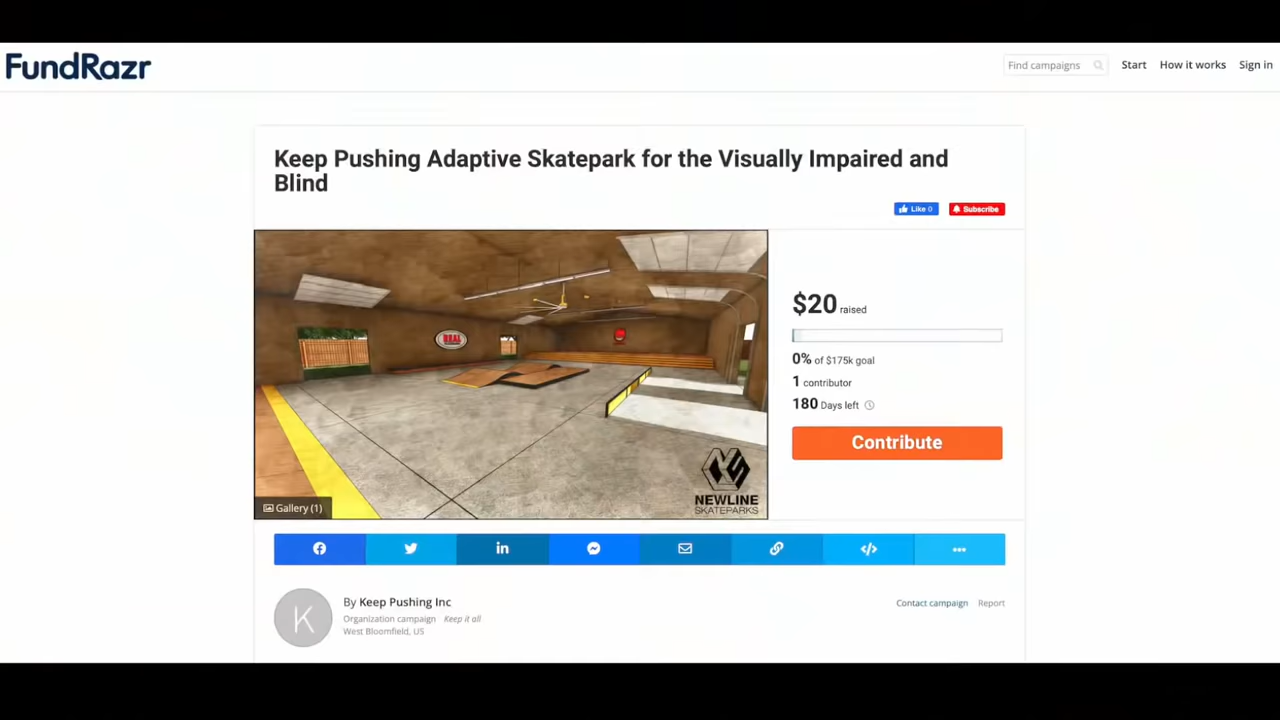 FundRazr
Find campaigns
Start
How it works
Sign in
Keep Pushing Adaptive Skatepark for the Visually Impaired and
Blind
Like 0
Subscribe
REAL
NEWLINE
SKATEPARKS
Gallery (1)
$20 raised
0% of $175k goal
1 contributor
180 Days left
Contribute
By Keep Pushing Inc
Organization campaign Keep it all
West Bloomfield, US
Contact campaign
Report